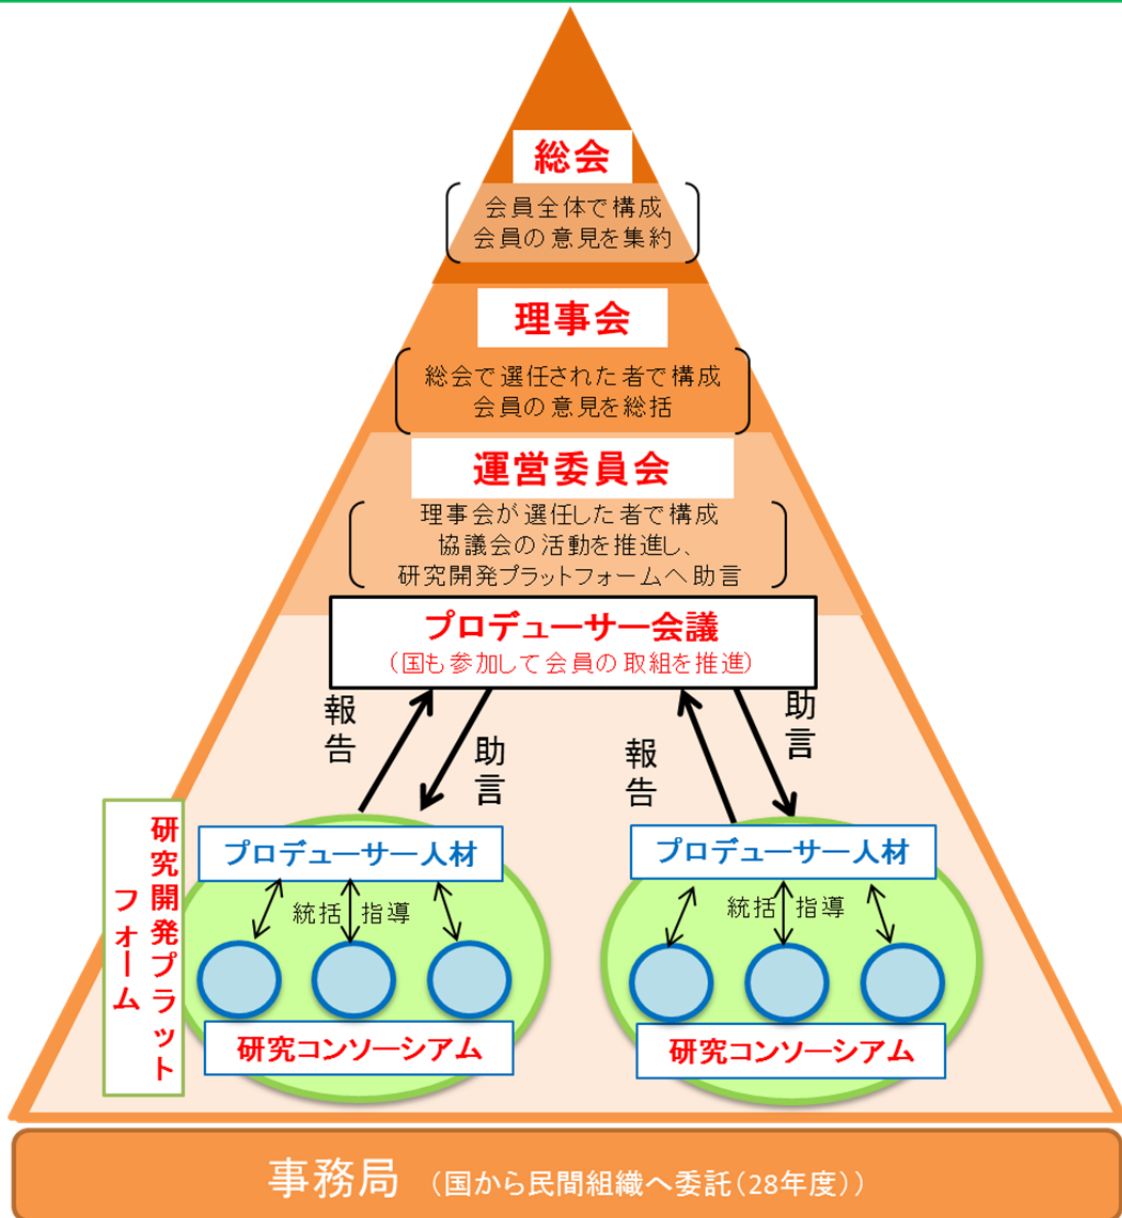 総会
会員全体で構成
会員の意見を集約
理事会
総会で選任された者で構成
会員の意見を総括
運営委員会
理事会が選任した者で構成
協議会の活動を推進し、
研究開発プラットフォームへ助言
プロデューサー会議
(国も参加して会員の取組を推進)
報告
助言
報告
助言
研究開発プラット
フォーム
プロデューサー人材
統括 指導
研究コンソーシアム
プロデューサー人材
統括 指導
研究コンソーシアム
事務局 (国から民間組織へ委託(28年度))